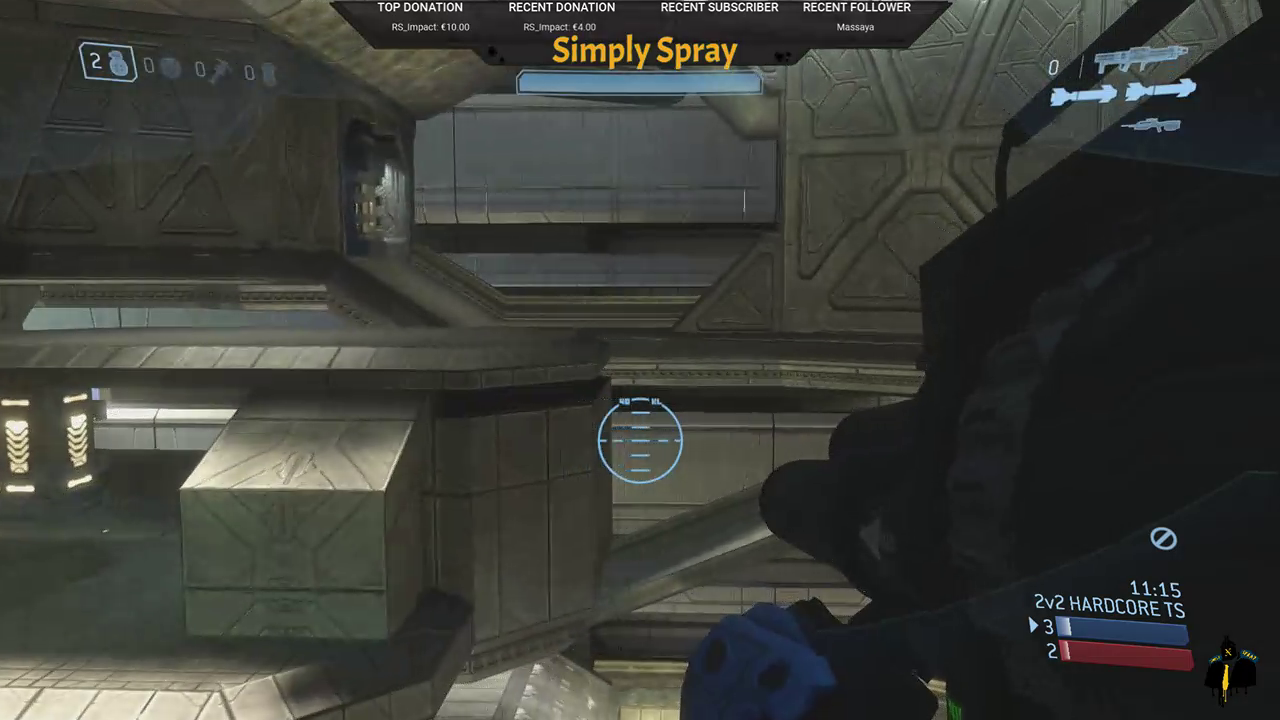 TOP DONATION
RS_Impact: €10.00
RECENT DONATION
RS_Impact: €4.00
RECENT SUBSCRIBER
RECENT FOLLOWER
Massaya
Simply Spray
2 0 0 0
0
11:15
2v2 HARDCORE TS
3
2